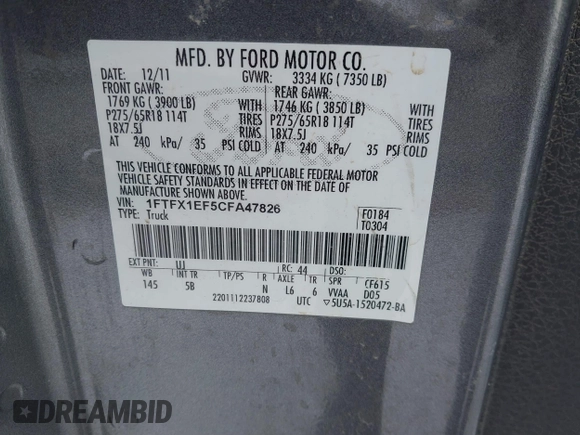 MFD. BY FORD MOTOR CO.
DATE: 12/11 GVWR: 3334 KG ( 7350 LB)
FRONT GAWR: REAR GAWR:
1769 KG ( 3900 LB) WITH 1746 KG ( 3850 LB) WITH
P275/65R18 114T TIRES P275/65R18 114T TIRES
18X7.5J RIMS 18X7.5J RIMS
AT 240 kPa/ 35 PSI COLD AT 240 kPa/ 35 PSI COLD
THIS VEHICLE CONFORMS TO ALL APPLICABLE FEDERAL MOTOR
VEHICLE SAFETY STANDARDS IN EFFECT ON THE DATE OF
MANUFACTURE SHOWN ABOVE.
VIN: 1FTFX1EF5CFA47826 F0184
TYPE: Truck T0304
EXT PNT: UJ RC: 44 DSO:
WB INT TR TP/PS R AXLE TR SPR CF615
145 5B N L6 6 VVAA D05
2201112237808 UTC ▽5U5A-1520472-BA
DREAMBID